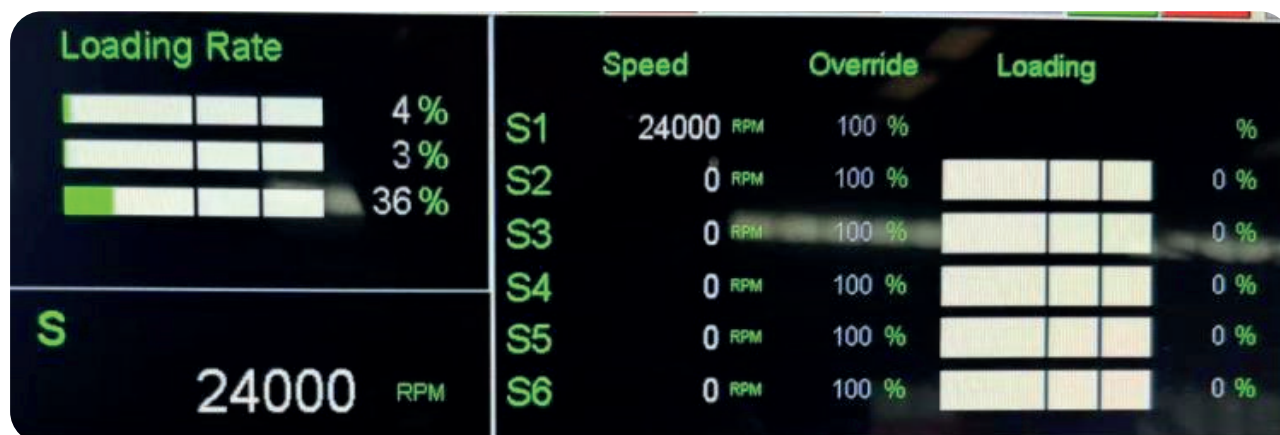 Loading Rate
4 %
3 %
36 %
S
24000 RPM
Speed Override Loading
S1 24000 RPM 100 % %
S2 0 RPM 100 % 0 %
S3 0 RPM 100 % 0 %
S4 0 RPM 100 % 0 %
S5 0 RPM 100 % 0 %
S6 0 RPM 100 % 0 %